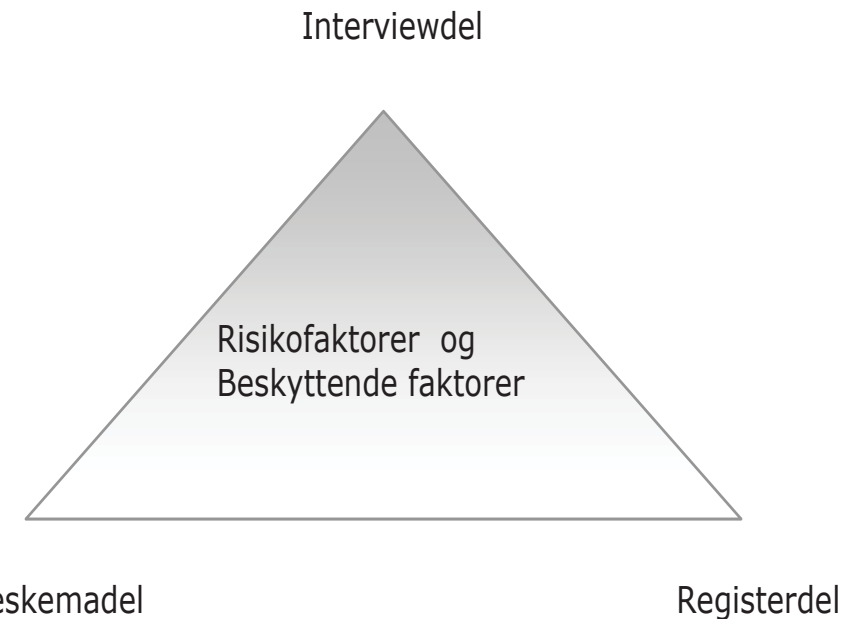 Interviewdel
Risikofaktorer og
Beskyttende faktorer
eskemadel
Registerdel